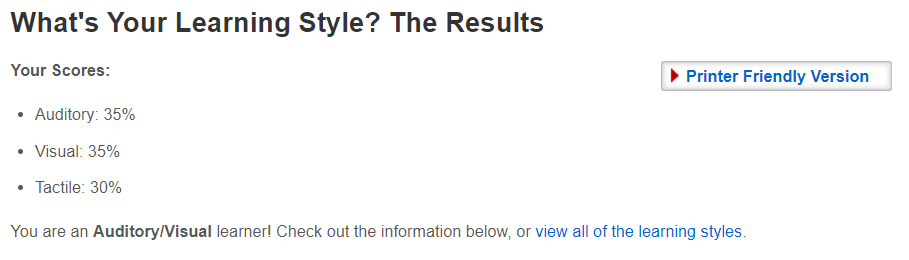 What's Your Learning Style? The Results
Your Scores:
Printer Friendly Version
Auditory: 35%
Visual: 35%
Tactile: 30%
You are an Auditory/Visual learner! Check out the information below, or view all of the learning styles.